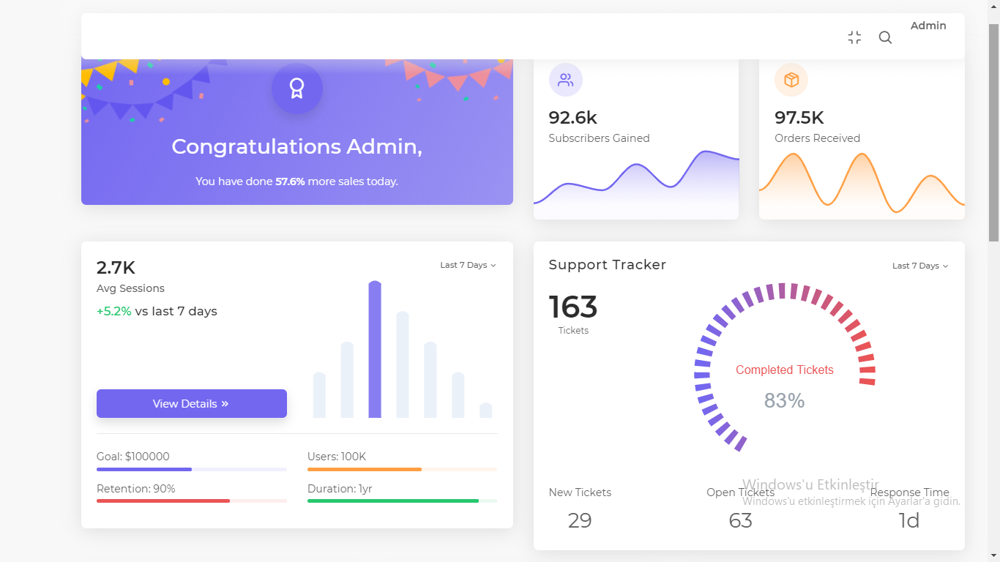 Admin
Congratulations Admin,
You have done 57.6% more sales today.
92.6k
Subscribers Gained
97.5K
Orders Received
2.7K
Last 7 Days
Avg Sessions
+5.2% vs last 7 days
View Details »
Goal: $100000
Users: 100K
Retention: 90%
Duration: 1yr
Support Tracker
Last 7 Days
163
Tickets
Completed Tickets
83%
New Tickets
29
Open Tickets
63
Response Time
1d
Windows'u Etkinleştir
Windows'u etkinleştirmek için Ayarlar'a gidin.